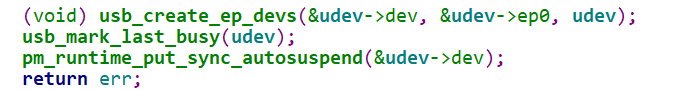 (void) usb_create_ep_devs(&udev->dev, &udev->ep0, udev);
usb_mark_last_busy(udev);
pm_runtime_put_sync_autosuspend(&udev->dev);
return err;